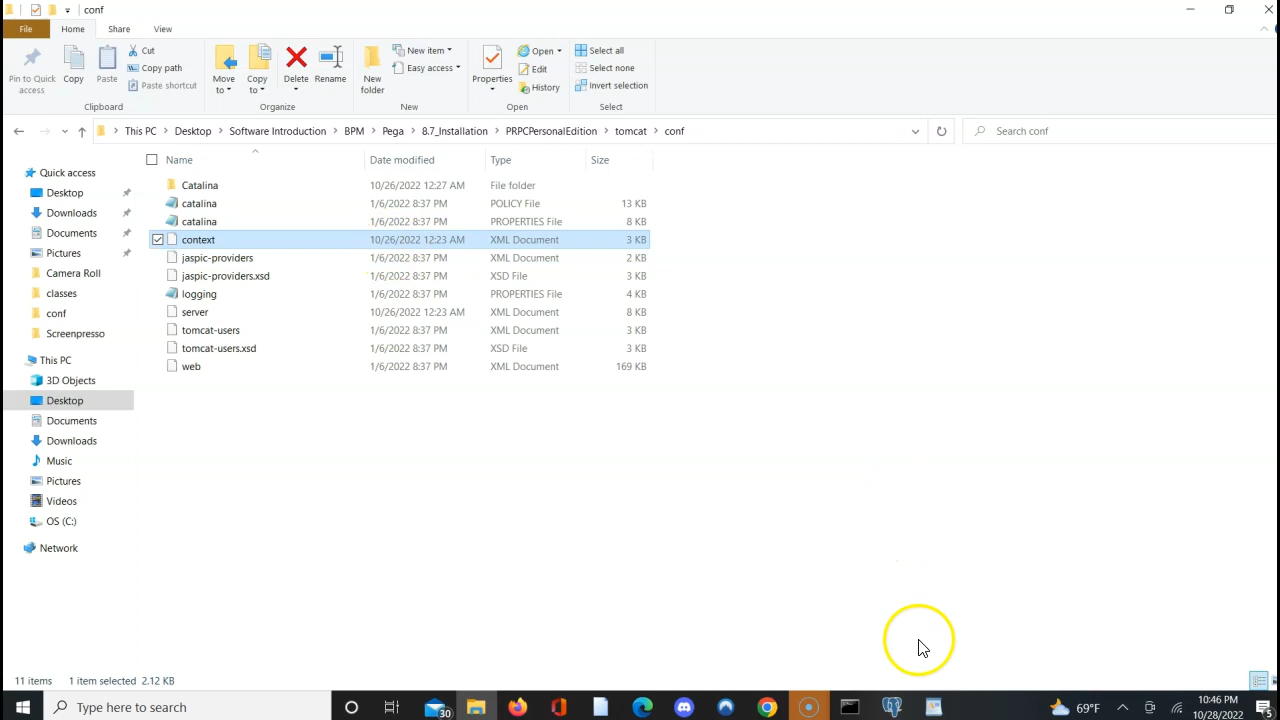 conf
File Home Share View
Pin to Quick access
Copy
Paste
Cut
Copy path
Paste shortcut
Clipboard
Move to
Copy to
Delete
Rename
Organize
New folder
New item
Easy access
New
Properties
Open
Edit
History
Open
Select all
Select none
Invert selection
Select
This PC Desktop Software Introduction BPM Pega 8.7_Installation PRPCPersonalEdition tomcat conf
Search conf
Quick access
Desktop
Downloads
Documents
Pictures
Camera Roll
classes
conf
Screenpresso
This PC
3D Objects
Desktop
Documents
Downloads
Music
Pictures
Videos
OS (C:)
Network
Name Date modified Type Size
Catalina 10/26/2022 12:27 AM File folder
catalina 1/6/2022 8:37 PM POLICY File 13 KB
catalina 1/6/2022 8:37 PM PROPERTIES File 8 KB
context 10/26/2022 12:23 AM XML Document 3 KB
jaspic-providers 1/6/2022 8:37 PM XML Document 2 KB
jaspic-providers.xsd 1/6/2022 8:37 PM XSD File 3 KB
logging 1/6/2022 8:37 PM PROPERTIES File 4 KB
server 10/26/2022 12:23 AM XML Document 8 KB
tomcat-users 1/6/2022 8:37 PM XML Document 3 KB
tomcat-users.xsd 1/6/2022 8:37 PM XSD File 3 KB
web 1/6/2022 8:37 PM XML Document 169 KB
11 items 1 item selected 2.12 KB
Type here to search
30
69°F
10:46 PM
10/28/2022